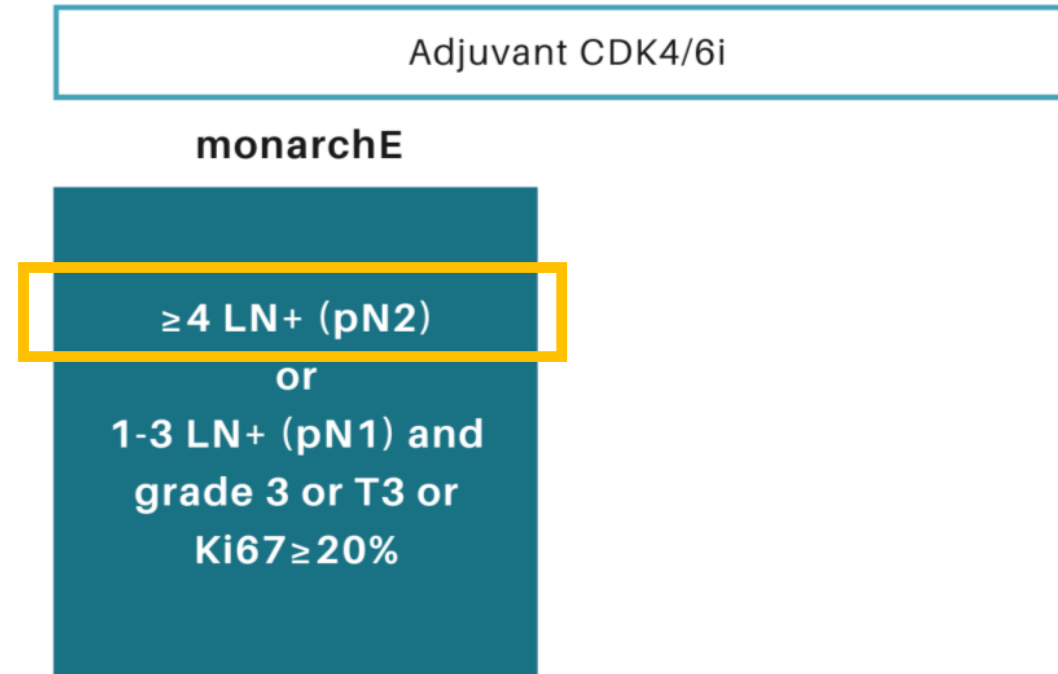 Adjuvant CDK4/6i
monarchE
≥4 LN+ (pN2)
or
1-3 LN+ (pN1) and
grade 3 or T3 or
Ki67≥20%